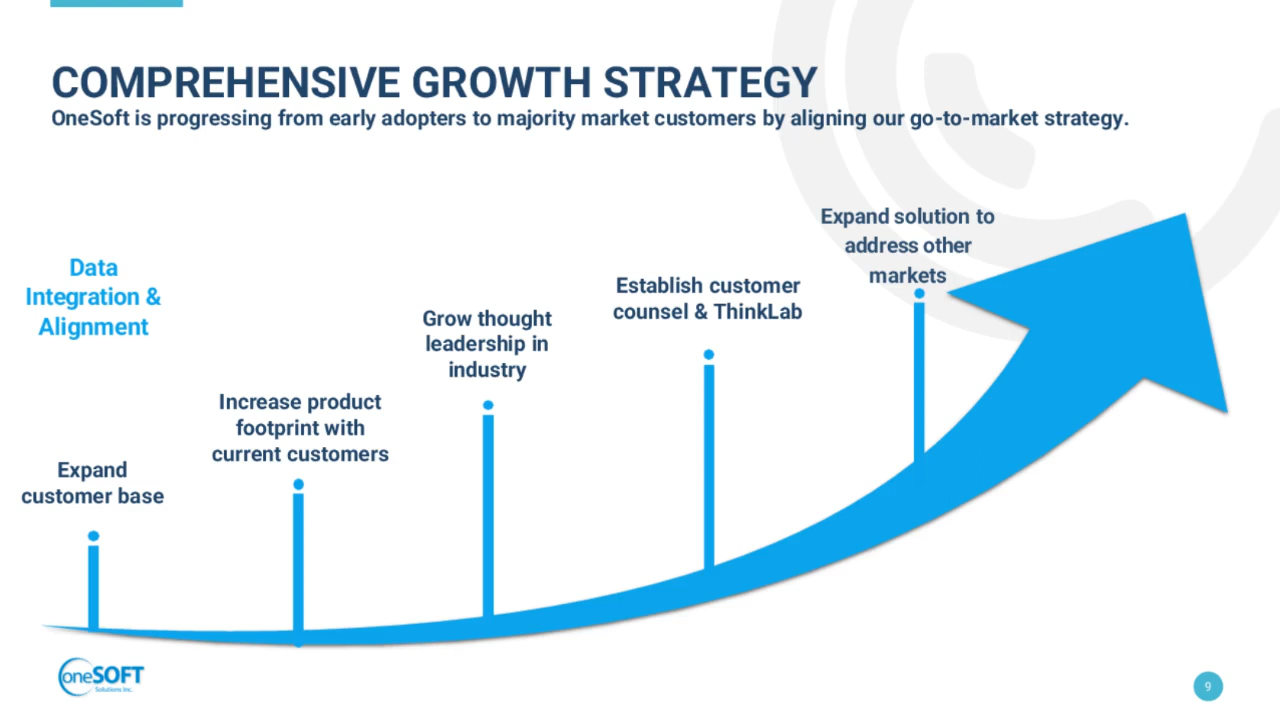 COMPREHENSIVE GROWTH STRATEGY
OneSoft is progressing from early adopters to majority market customers by aligning our go-to-market strategy.
Data
Integration &
Alignment
Expand
customer base
Increase product
footprint with
current customers
Grow thought
leadership in
industry
Establish customer
counsel & ThinkLab
Expand solution to
address other
markets
oneSOFT
Solutions Inc.
9